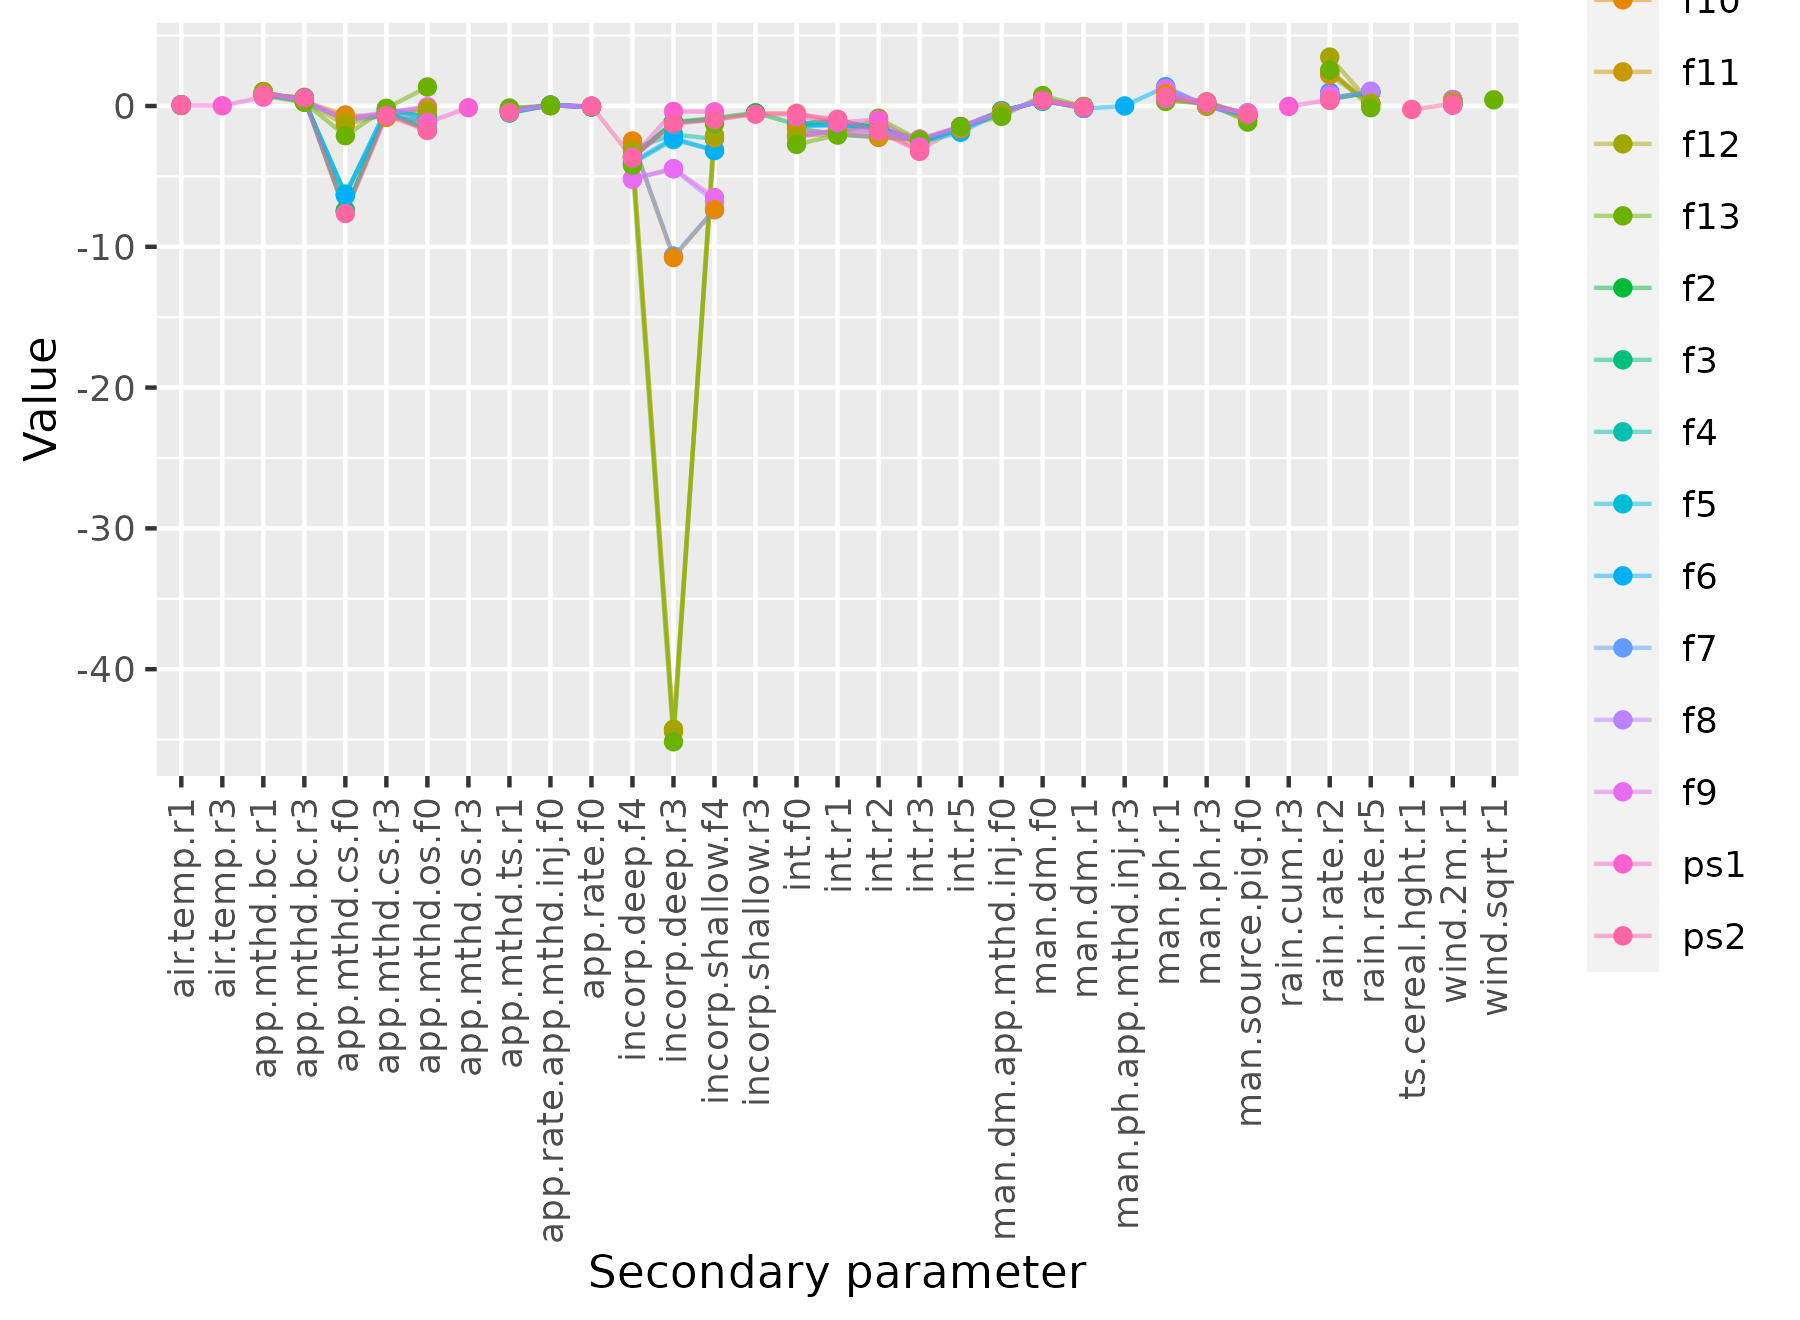 f10
f11
f12
f13
f2
f3
f4
f5
f6
f7
f8
f9
ps1
ps2
Value
0
-10
-20
-30
-40
air.temp.r1
air.temp.r3
app.mthd.bc.r1
app.mthd.bc.r3
app.mthd.cs.f0
app.mthd.cs.r3
app.mthd.os.f0
app.mthd.os.r3
app.mthd.ts.r1
app.rate.app.mthd.inj.f0
app.rate.f0
incorp.deep.f4
incorp.deep.r3
incorp.shallow.f4
incorp.shallow.r3
int.f0
int.r1
int.r2
int.r3
int.r5
man.dm.app.mthd.inj.f0
man.dm.f0
man.dm.r1
man.ph.app.mthd.inj.r3
man.ph.r1
man.ph.r3
man.source.pig.f0
rain.cum.r3
rain.rate.r2
rain.rate.r5
ts.cereal.hght.r1
wind.2m.r1
wind.sqrt.r1
Secondary parameter